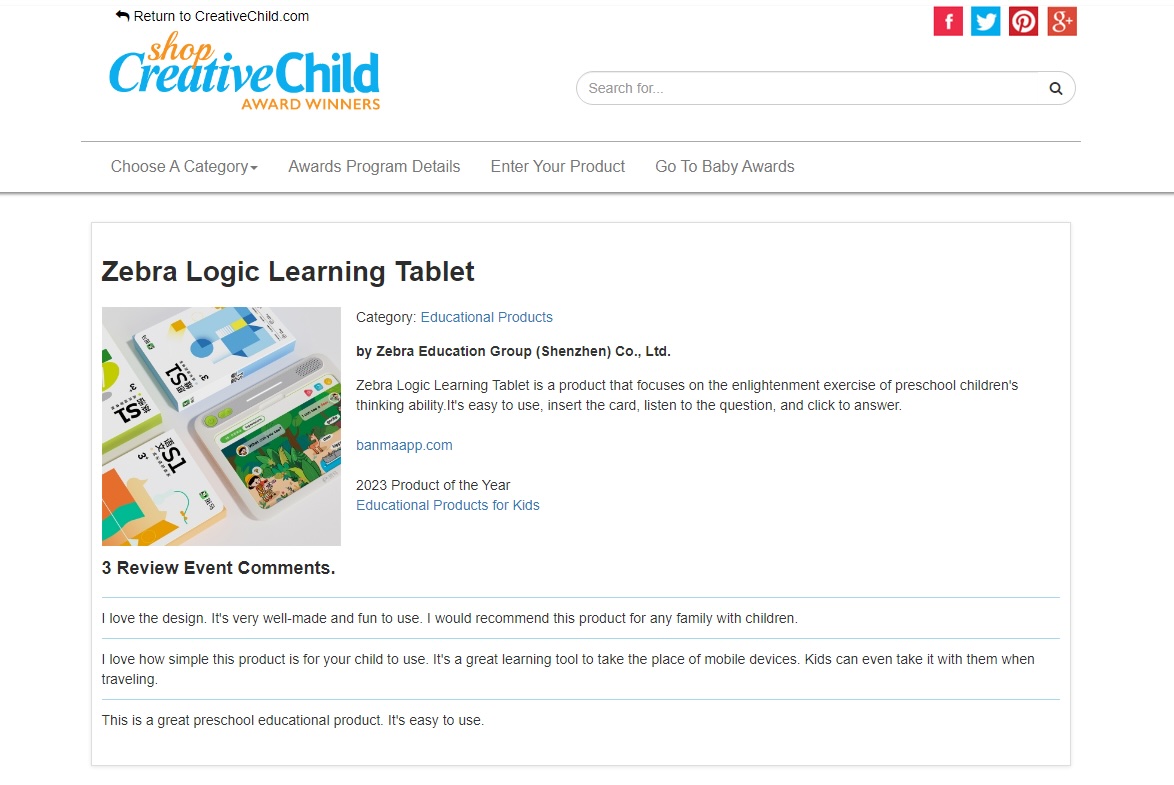 Return to CreativeChild.com
shop
CreativeChild
AWARD WINNERS
Search for...
Choose A Category
Awards Program Details
Enter Your Product
Go To Baby Awards
Zebra Logic Learning Tablet
S1
S1
S1
3+
Category: Educational Products
by Zebra Education Group (Shenzhen) Co., Ltd.
Zebra Logic Learning Tablet is a product that focuses on the enlightenment exercise of preschool children's
thinking ability.It's easy to use, insert the card, listen to the question, and click to answer.
banmaapp.com
2023 Product of the Year
Educational Products for Kids
3 Review Event Comments.
I love the design. It's very well-made and fun to use. I would recommend this product for any family with children.
I love how simple this product is for your child to use. It's a great learning tool to take the place of mobile devices. Kids can even take it with them when
traveling.
This is a great preschool educational product. It's easy to use.